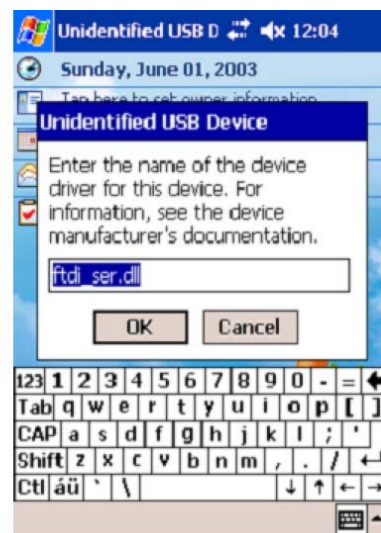 Unidentified USB D 12:04
Sunday, June 01, 2003
Tap here to set owner information
Unidentified USB Device
Enter the name of the device
driver for this device. For
information, see the device
manufacturer's documentation.
ftdi_ser.dll
OK Cancel
123 1 2 3 4 5 6 7 8 9 0 - =
Tab q w e r t y u i o p [ ]
CAP a s d f g h j k l ; '
Shift z x c v b n m , . /
Ctl áü ` \